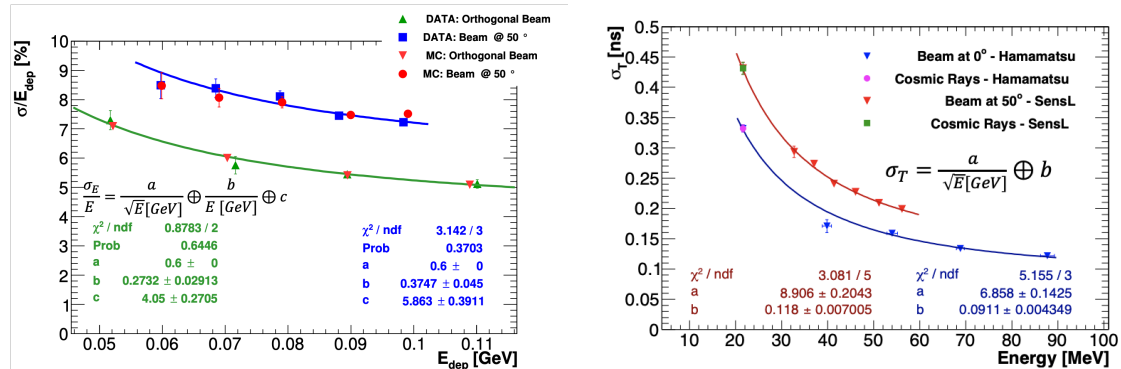 DATA: Orthogonal Beam
DATA: Beam @ 50 °
MC: Orthogonal Beam
MC: Beam @ 50 °
σ/E_dep [%]
10
9
8
7
6
5
4
3
2
1
0
σ_E/E = a/√E[GeV] ⊕ b/E [GeV] ⊕ c
χ² / ndf 0.8783 / 2
Prob 0.6446
a 0.6 ± 0
b 0.2732 ± 0.02913
c 4.05 ± 0.2705
χ² / ndf 3.142 / 3
Prob 0.3703
a 0.6 ± 0
b 0.3747 ± 0.045
c 5.863 ± 0.3911
0.05 0.06 0.07 0.08 0.09 0.1 0.11
E_dep [GeV]
σ_T [ns]
0.5
0.45
0.4
0.35
0.3
0.25
0.2
0.15
0.1
0.05
0
Beam at 0° - Hamamatsu
Cosmic Rays - Hamamatsu
Beam at 50° - SensL
Cosmic Rays - SensL
σ_T = a/√E[GeV] ⊕ b
χ² / ndf 3.081 / 5
a 8.906 ± 0.2043
b 0.118 ± 0.007005
χ² / ndf 5.155 / 3
a 6.858 ± 0.1425
b 0.0911 ± 0.004349
10 20 30 40 50 60 70 80 90 100
Energy [MeV]